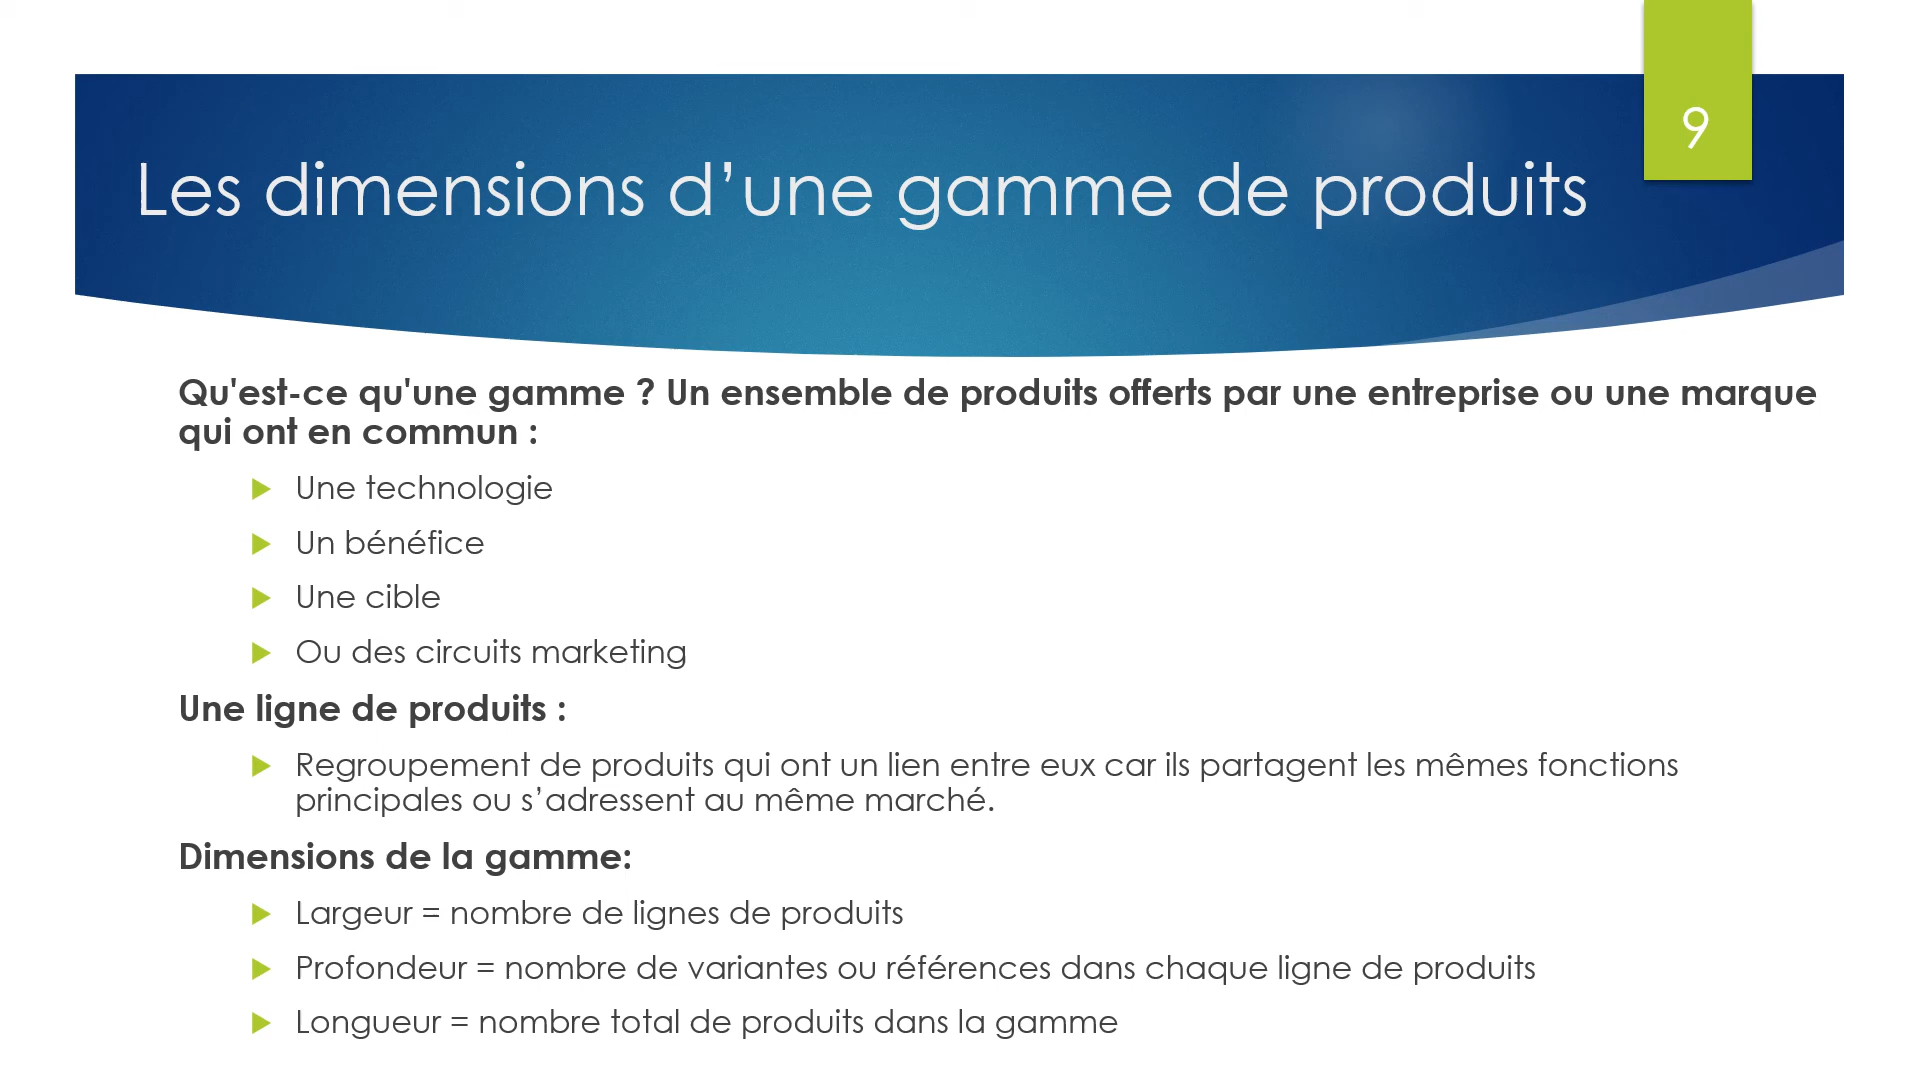 9
Les dimensions d’une gamme de produits
Qu'est-ce qu'une gamme ? Un ensemble de produits offerts par une entreprise ou une marque
qui ont en commun :
Une technologie
Un bénéfice
Une cible
Ou des circuits marketing
Une ligne de produits :
Regroupement de produits qui ont un lien entre eux car ils partagent les mêmes fonctions
principales ou s’adressent au même marché.
Dimensions de la gamme:
Largeur = nombre de lignes de produits
Profondeur = nombre de variantes ou références dans chaque ligne de produits
Longueur = nombre total de produits dans la gamme